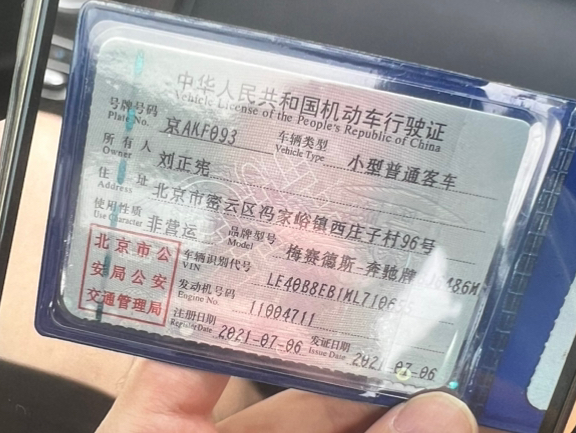 中华人民共和国机动车行驶证
Vehicle License of the People's Republic of China
号牌号码 京AKF093 车辆类型 小型普通客车
Plate No. Vehicle Type
所有人 刘正宪
Owner
住址 北京市密云区冯家峪镇西庄子村96号
Address
使用性质 非营运 品牌型号 梅赛德斯-奔驰牌
Use Character Model
北京市公
安局公安
交通管理局
车辆识别代号
VIN
发动机号码 11004711
Engine No.
注册日期 2021-07-06 发证日期 2021-07-06
Register Date Issue Date